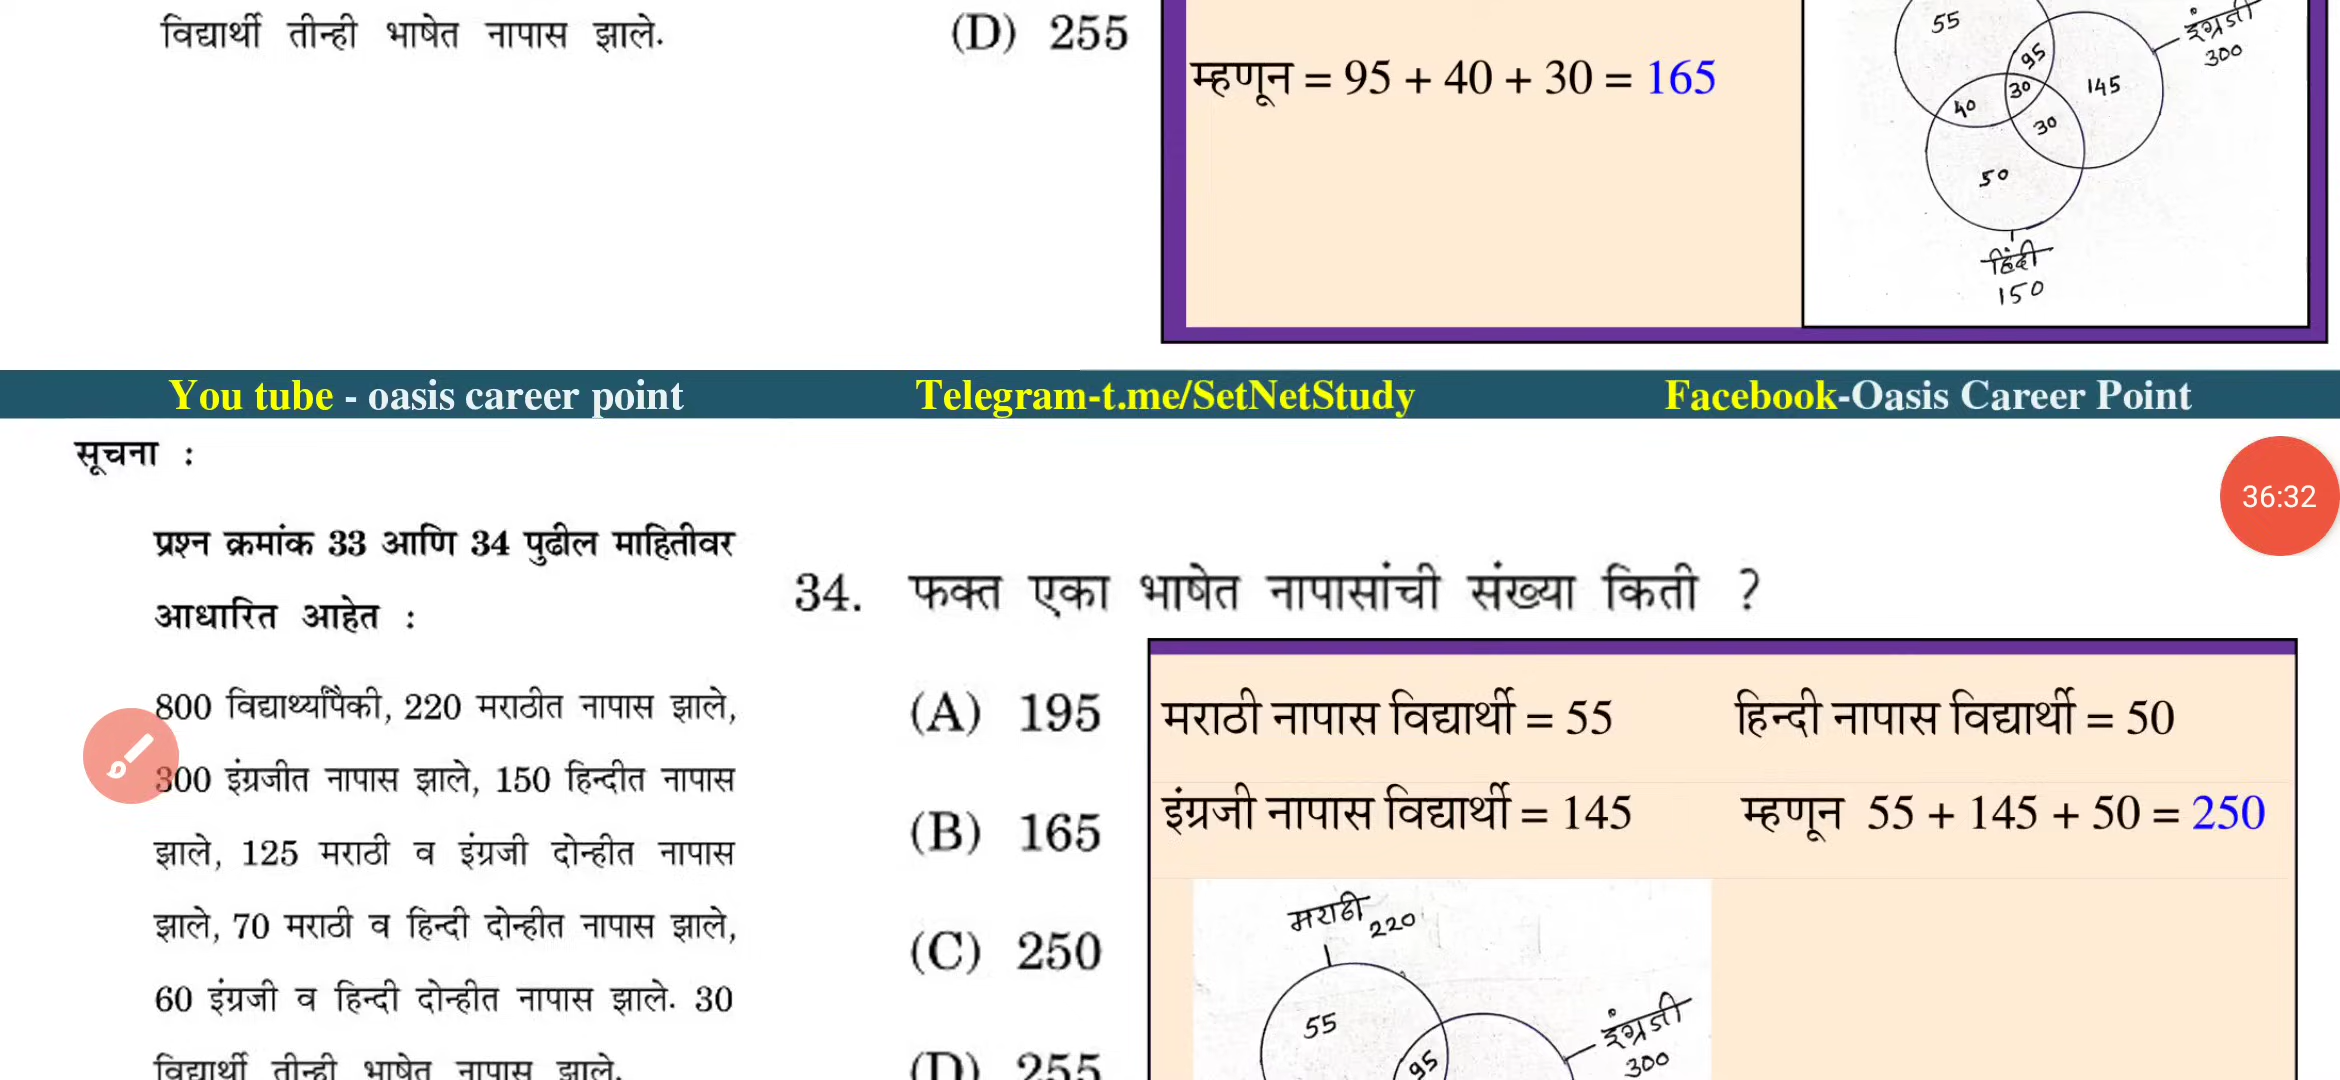 विद्यार्थी तीन्ही भाषेत नापास झाले.
(D) 255
म्हणून = 95 + 40 + 30 = 165
55
इंग्रजी
300
95
145
30
40
30
50
हिंदी
150
You tube - oasis career point
Telegram-t.me/SetNetStudy
Facebook-Oasis Career Point
सूचना :
36:32
प्रश्न क्रमांक 33 आणि 34 पुढील माहितीवर
आधारित आहेत :
800 विद्यार्थ्यांपैकी, 220 मराठीत नापास झाले,
300 इंग्रजीत नापास झाले, 150 हिन्दीत नापास
झाले, 125 मराठी व इंग्रजी दोन्हीत नापास
झाले, 70 मराठी व हिन्दी दोन्हीत नापास झाले,
60 इंग्रजी व हिन्दी दोन्हीत नापास झाले. 30
विद्यार्थी तीन्ही भाषेत नापास झाले.
34. फक्त एका भाषेत नापासांची संख्या किती ?
(A) 195
(B) 165
(C) 250
(D) 255
मराठी नापास विद्यार्थी = 55
हिन्दी नापास विद्यार्थी = 50
इंग्रजी नापास विद्यार्थी = 145
म्हणून 55 + 145 + 50 = 250
मराठी 220
55
इंग्रजी
300
95